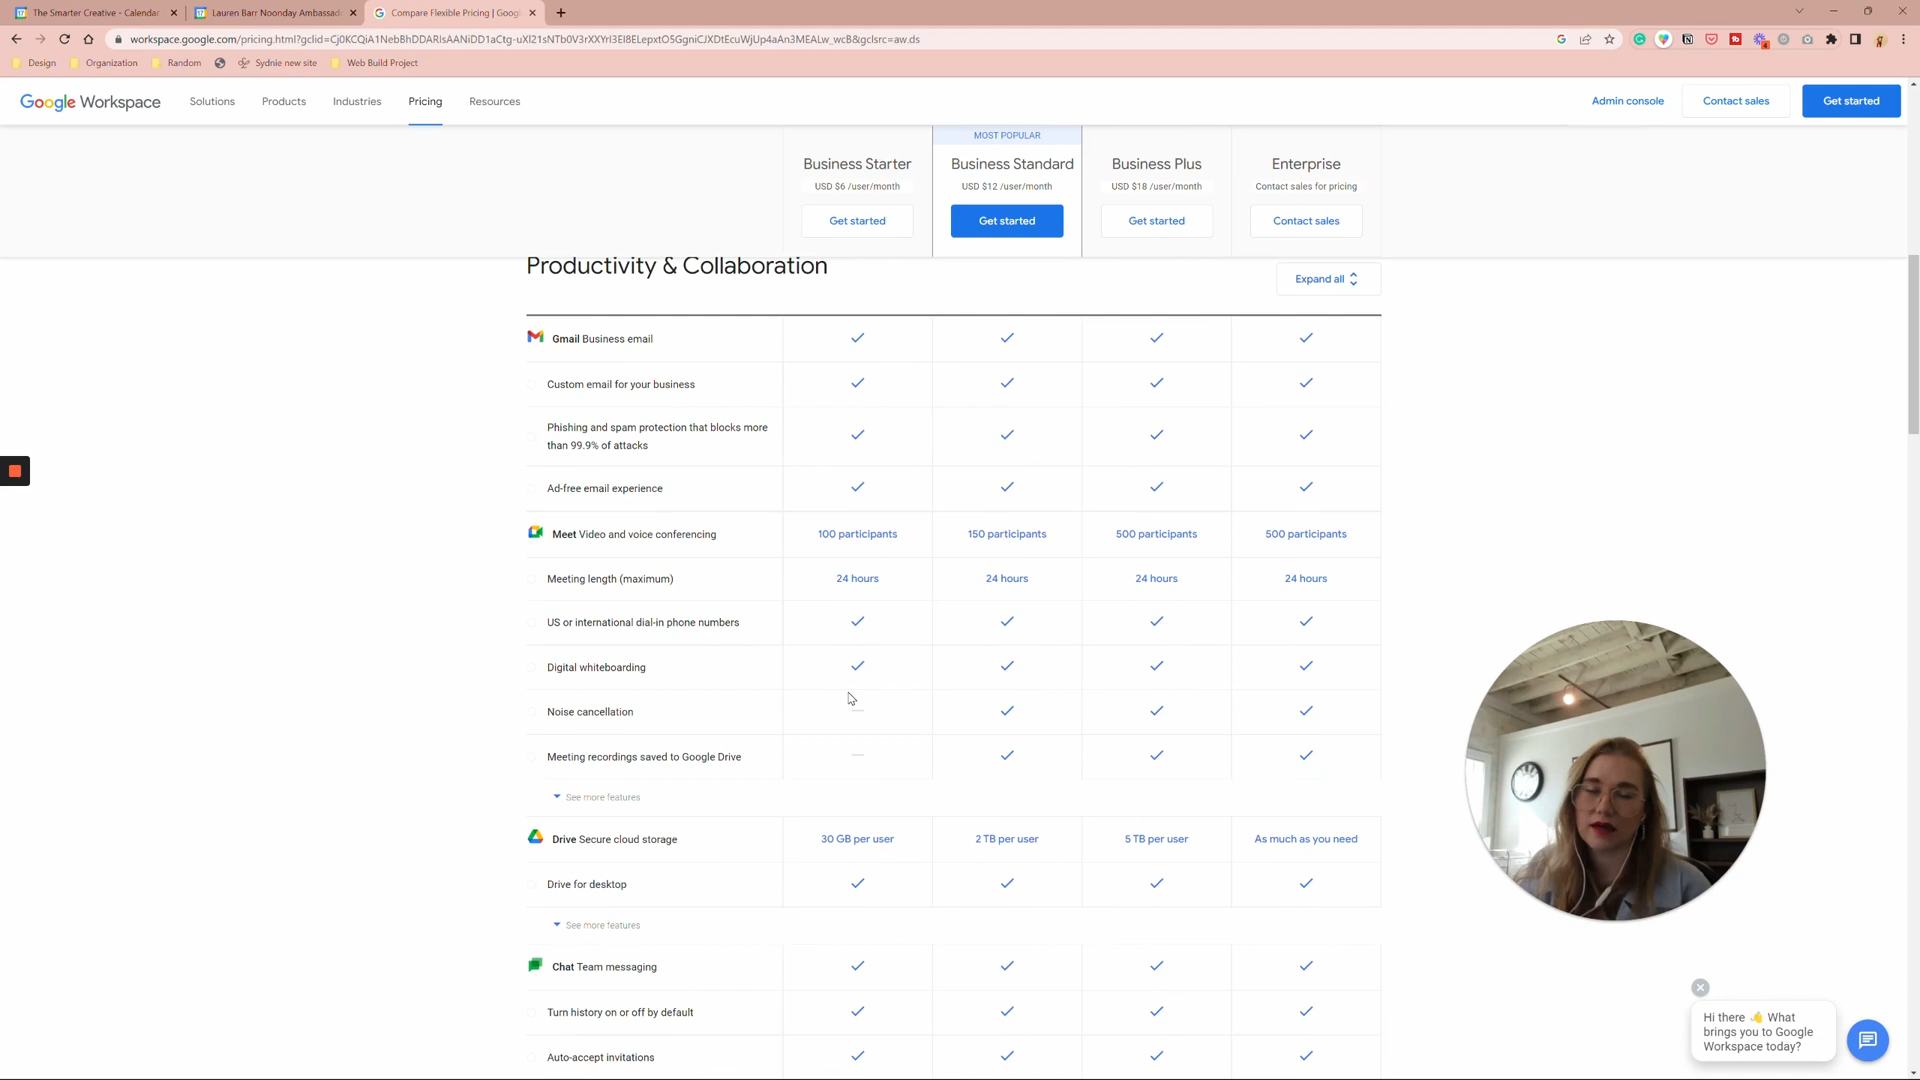 The Smarter Creative - Calendar
Lauren Barr Noonday Ambassad
Compare Flexible Pricing | Googl
workspace.google.com/pricing.html?gclid=Cj0KCQiA1NebBhDDARIsAANiDD1aCtg-uXI21sNTb0V3rXXYrI3EI8ELepxtO5GgniCJXDtEcuWjUp4aAn3MEALw_wcB&gclsrc=aw.ds
Design
Organization
Random
Sydnie new site
Web Build Project
Google Workspace
Solutions
Products
Industries
Pricing
Resources
Admin console
Contact sales
Get started
MOST POPULAR
Business Starter
Business Standard
Business Plus
Enterprise
USD $6 /user/month
USD $12 /user/month
USD $18 /user/month
Contact sales for pricing
Get started
Get started
Get started
Contact sales
Productivity & Collaboration
Expand all
Gmail Business email
Custom email for your business
Phishing and spam protection that blocks more
than 99.9% of attacks
Ad-free email experience
Meet Video and voice conferencing
100 participants
150 participants
500 participants
500 participants
Meeting length (maximum)
24 hours
24 hours
24 hours
24 hours
US or international dial-in phone numbers
Digital whiteboarding
Noise cancellation
Meeting recordings saved to Google Drive
See more features
Drive Secure cloud storage
30 GB per user
2 TB per user
5 TB per user
As much as you need
Drive for desktop
See more features
Chat Team messaging
Turn history on or off by default
Auto-accept invitations
Hi there 👋 What
brings you to Google
Workspace today?